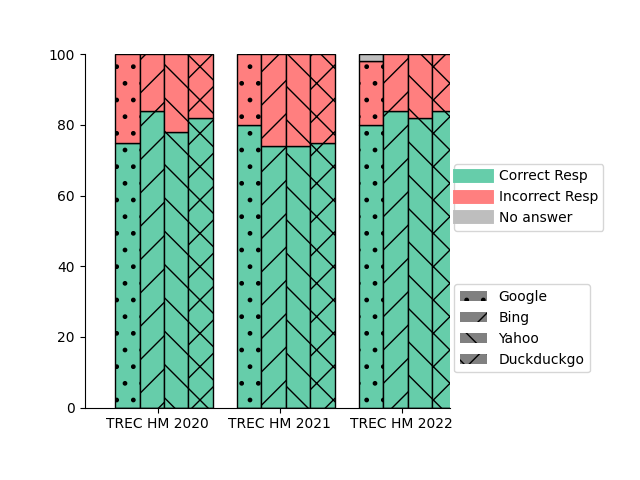 100
80
60
40
20
0
TREC HM 2020 TREC HM 2021 TREC HM 2022
Correct Resp
Incorrect Resp
No answer
Google
Bing
Yahoo
Duckduckgo